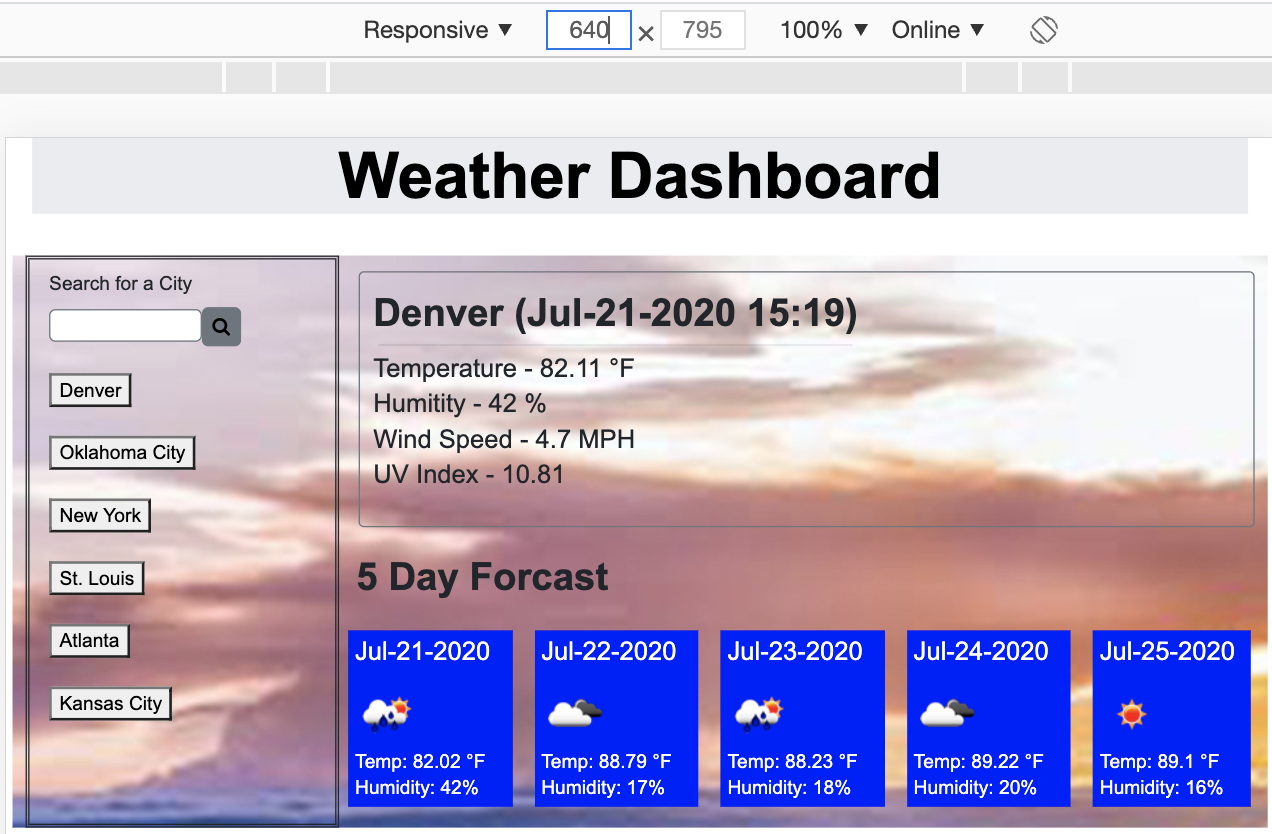 Responsive ▼ 640 × 795 100% ▼ Online ▼
Weather Dashboard
Search for a City
Denver
Oklahoma City
New York
St. Louis
Atlanta
Kansas City
Denver (Jul-21-2020 15:19)
Temperature - 82.11 °F
Humitity - 42 %
Wind Speed - 4.7 MPH
UV Index - 10.81
5 Day Forcast
Jul-21-2020
Temp: 82.02 °F
Humidity: 42%
Jul-22-2020
Temp: 88.79 °F
Humidity: 17%
Jul-23-2020
Temp: 88.23 °F
Humidity: 18%
Jul-24-2020
Temp: 89.22 °F
Humidity: 20%
Jul-25-2020
Temp: 89.1 °F
Humidity: 16%